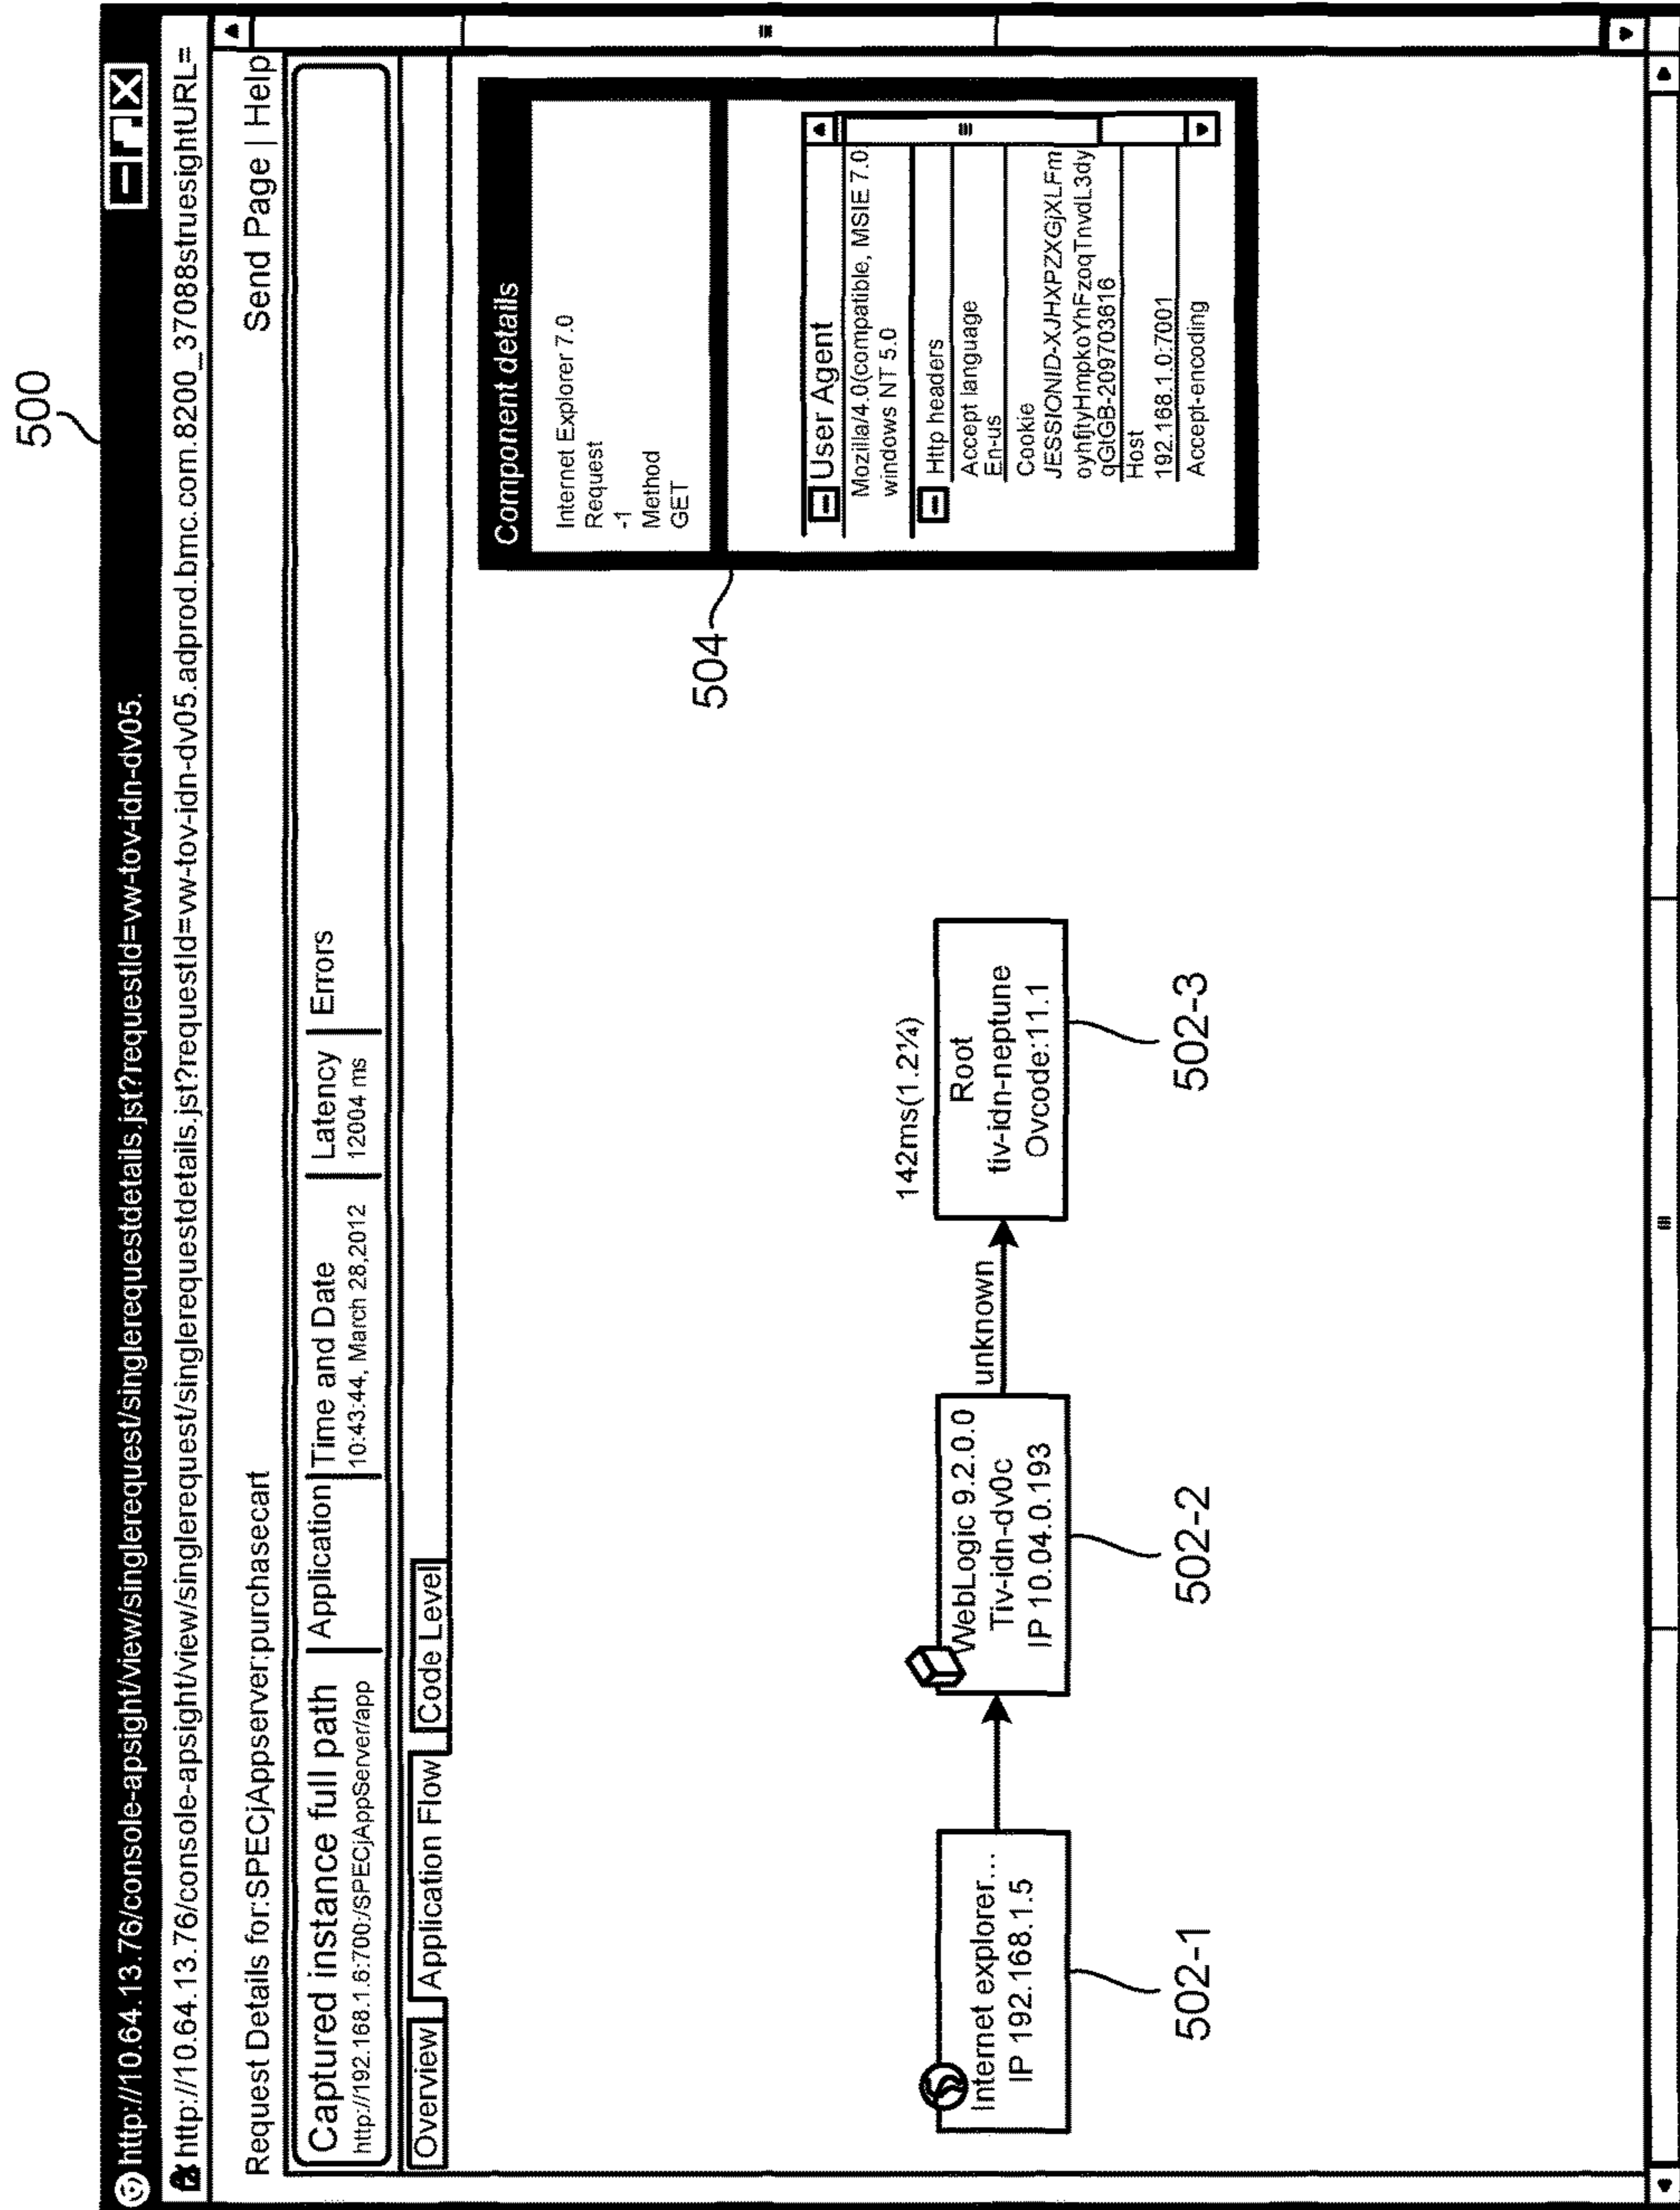 500
http://10.64.13.76/console-apsight/view/singlerequest/singlerequestdetails.jst?requestId=vw-tov-idn-dv05.
http://10.64.13.76/console-apsight/view/singlerequest/singlerequestdetails.jst?requestId=vw-tov-idn-dv05.adprod.bmc.com.8200_37088struesightURL=
Send Page | Help
Request Details for:SPECjAppserver;purchasecart
Captured instance full path | Application | Time and Date | Latency | Errors
http://192.168.1.6:700:/SPECjAppServer/app 10:43:44, March 28,2012 12004 ms
Overview Application Flow Code Level
Component details
Internet Explorer 7.0
Request
-1
Method
GET
504
User Agent
Mozilla/4.0(compatible, MSIE 7.0
windows NT 5.0
Http headers
Accept language
En-us
Cookie
JESSIONID-XJHXPZXGjXLFm
oyhfjtyHmpkoYhFzoqTnvdL3dy
qGtGB-209703616
Host
192.168.1.0:7001
Accept-encoding
Internet explorer...
IP 192.168.1.5
502-1
WebLogic 9.2.0.0
Tiv-idn-dv0c
IP 10.04.0.193
502-2
unknown
142ms(1.2¼)
Root
tiv-idn-neptune
Ovcode:11.1
502-3